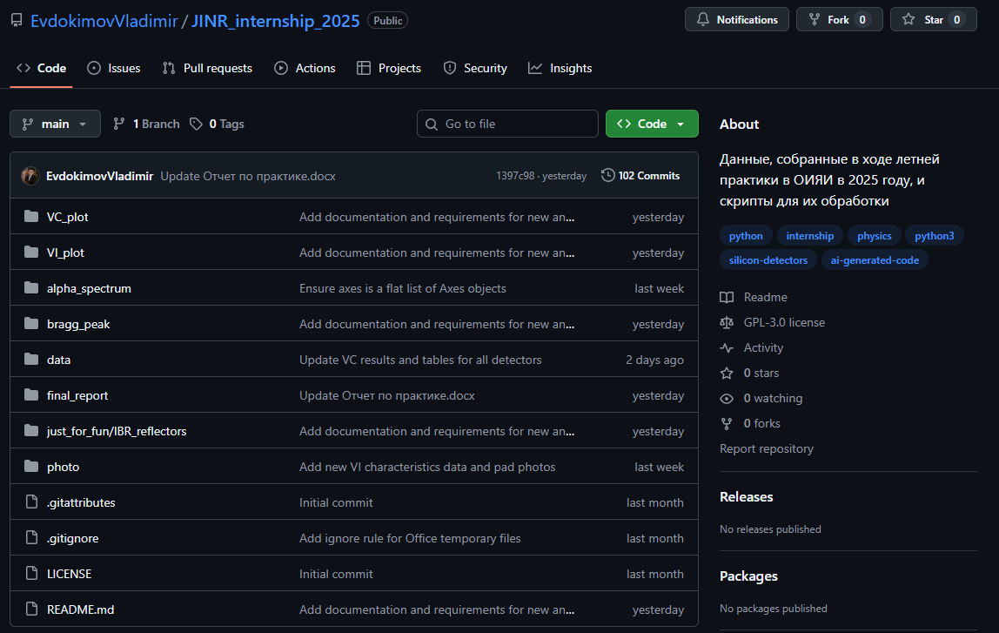 EvdokimovVladimir / JINR_internship_2025 Public Notifications Fork 0 Star 0
Code Issues Pull requests Actions Projects Security Insights
main 1 Branch 0 Tags Go to file Code
EvdokimovVladimir Update Отчет по практике.docx 1397c98 · yesterday 102 Commits
VC_plot Add documentation and requirements for new an... yesterday
VI_plot Add documentation and requirements for new an... yesterday
alpha_spectrum Ensure axes is a flat list of Axes objects last week
bragg_peak Add documentation and requirements for new an... yesterday
data Update VC results and tables for all detectors 2 days ago
final_report Update Отчет по практике.docx yesterday
just_for_fun/IBR_reflectors Add documentation and requirements for new an... yesterday
photo Add new VI characteristics data and pad photos last week
.gitattributes Initial commit last month
.gitignore Add ignore rule for Office temporary files last month
LICENSE Initial commit last month
README.md Add documentation and requirements for new an... yesterday
About
Данные, собранные в ходе летней
практики в ОИЯИ в 2025 году, и
скрипты для их обработки
python internship physics python3
silicon-detectors ai-generated-code
Readme
GPL-3.0 license
Activity
0 stars
0 watching
0 forks
Report repository
Releases
No releases published
Packages
No packages published